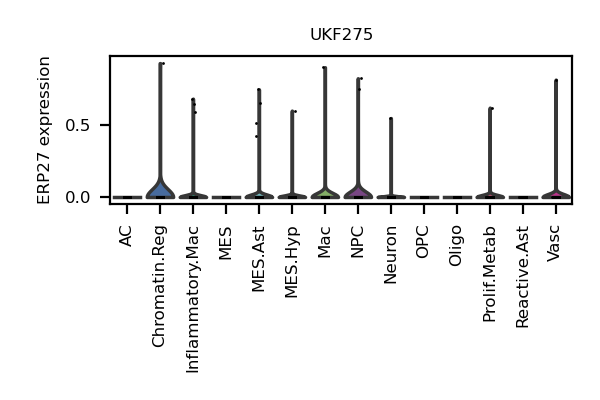 UKF275
ERP27 expression
0.5
0.0
AC
Chromatin.Reg
Inflammatory.Mac
MES
MES.Ast
MES.Hyp
Mac
NPC
Neuron
OPC
Oligo
Prolif.Metab
Reactive.Ast
Vasc